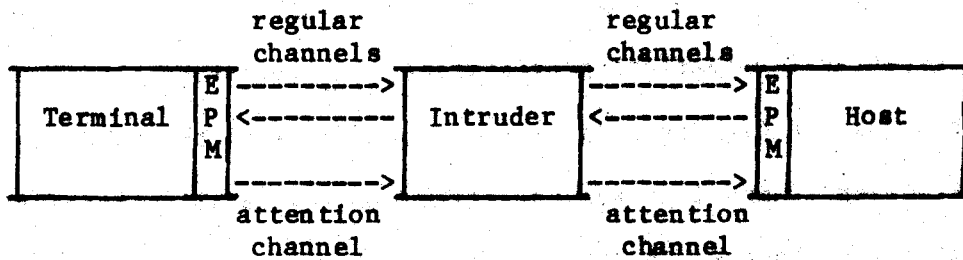 regular
channels
regular
channels
Terminal
E
P
M
Intruder
E
P
M
Host
attention
channel
attention
channel